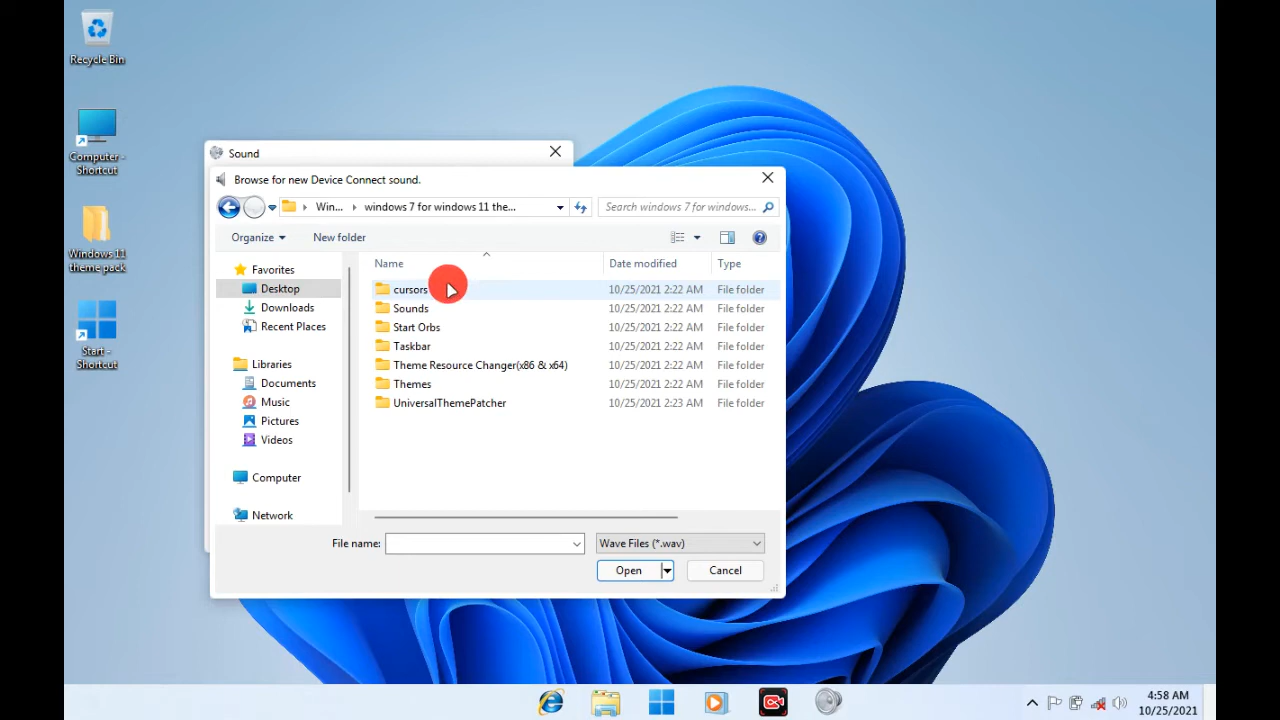 Recycle Bin
Computer -
Shortcut
Windows 11
theme pack
Start -
Shortcut
Sound
Browse for new Device Connect sound.
Win... windows 7 for windows 11 the...
Search windows 7 for windows...
Organize New folder
Name Date modified Type
Favorites
Desktop
Downloads
Recent Places
Libraries
Documents
Music
Pictures
Videos
Computer
Network
cursors 10/25/2021 2:22 AM File folder
Sounds 10/25/2021 2:22 AM File folder
Start Orbs 10/25/2021 2:22 AM File folder
Taskbar 10/25/2021 2:22 AM File folder
Theme Resource Changer(x86 & x64) 10/25/2021 2:22 AM File folder
Themes 10/25/2021 2:22 AM File folder
UniversalThemePatcher 10/25/2021 2:23 AM File folder
File name: Wave Files (*.wav)
Open Cancel
4:58 AM
10/25/2021